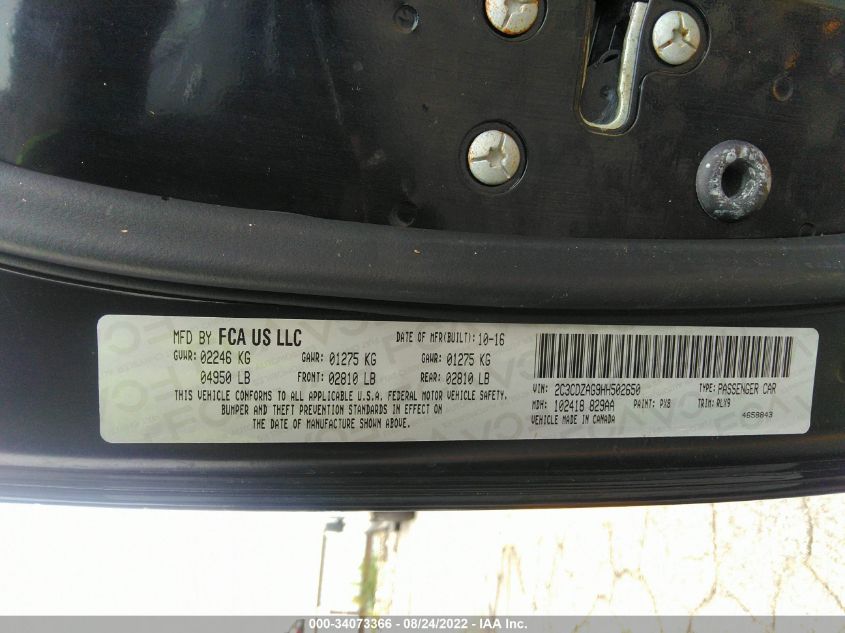 MFD BY FCA US LLC
DATE OF MFR(BUILT): 10-16
GVWR: 02246 KG GAWR: 01275 KG GAWR: 01275 KG
04950 LB FRONT: 02810 LB REAR: 02810 LB
THIS VEHICLE CONFORMS TO ALL APPLICABLE U.S.A. FEDERAL MOTOR VEHICLE SAFETY,
BUMPER AND THEFT PREVENTION STANDARDS IN EFFECT ON
THE DATE OF MANUFACTURE SHOWN ABOVE.
VIN: 2C3CDZAG9HH502650 TYPE: PASSENGER CAR
MDH: 102418 829AA PAINT: PX8 TRIM: RLX9
VEHICLE MADE IN CANADA 4658843
000-34073366 - 08/24/2022 - IAA Inc.